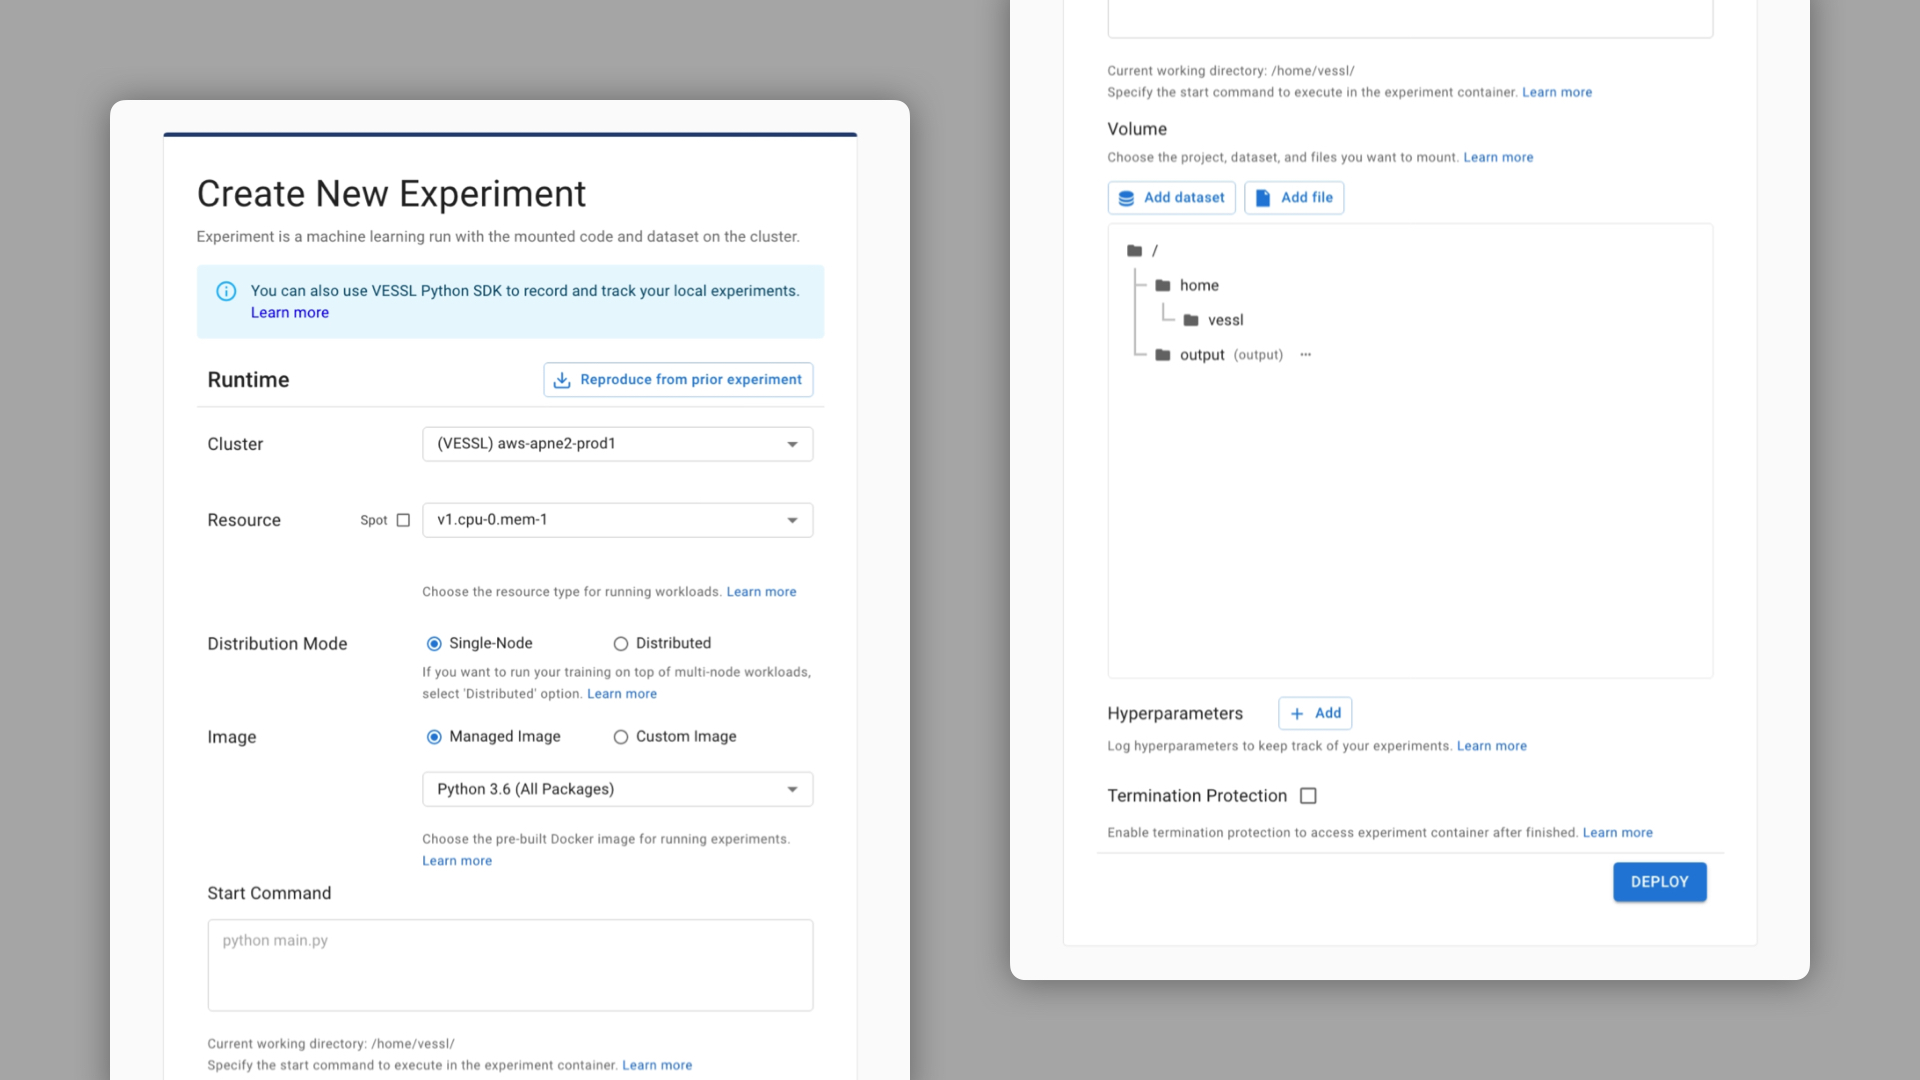 Create New Experiment
Experiment is a machine learning run with the mounted code and dataset on the cluster.
You can also use VESSL Python SDK to record and track your local experiments.
Learn more
Runtime
Reproduce from prior experiment
Cluster
(VESSL) aws-apne2-prod1
Resource
Spot
v1.cpu-0.mem-1
Choose the resource type for running workloads. Learn more
Distribution Mode
Single-Node
Distributed
If you want to run your training on top of multi-node workloads,
select 'Distributed' option. Learn more
Image
Managed Image
Custom Image
Python 3.6 (All Packages)
Choose the pre-built Docker image for running experiments.
Learn more
Start Command
python main.py
Current working directory: /home/vessl/
Specify the start command to execute in the experiment container. Learn more
Current working directory: /home/vessl/
Specify the start command to execute in the experiment container. Learn more
Volume
Choose the project, dataset, and files you want to mount. Learn more
Add dataset
Add file
/
home
vessl
output (output) ···
Hyperparameters
+ Add
Log hyperparameters to keep track of your experiments. Learn more
Termination Protection
Enable termination protection to access experiment container after finished. Learn more
DEPLOY